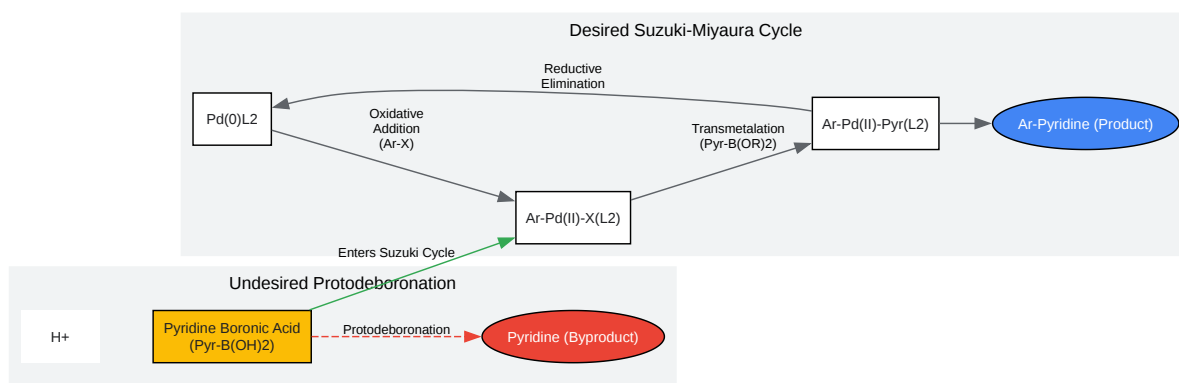 Desired Suzuki-Miyaura Cycle
Reductive
Elimination
Pd(0)L2
Oxidative
Addition
(Ar-X)
Transmetalation
(Pyr-B(OR)2)
Ar-Pd(II)-Pyr(L2)
Ar-Pyridine (Product)
Ar-Pd(II)-X(L2)
Enters Suzuki Cycle
Undesired Protodeboronation
H+
Pyridine Boronic Acid
(Pyr-B(OH)2)
Protodeboronation
Pyridine (Byproduct)